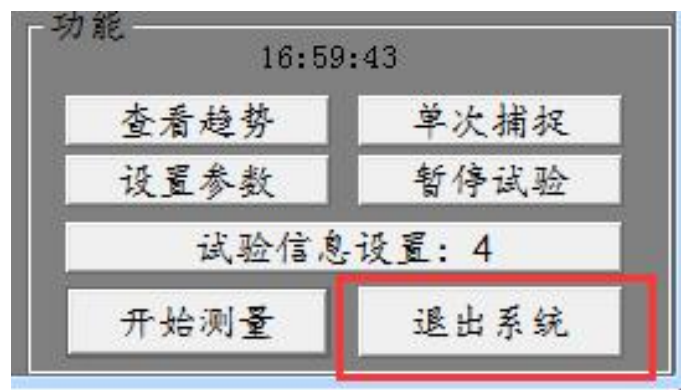 功能
16:59:43
查看趋势 单次捕捉
设置参数 暂停试验
试验信息设置: 4
开始测量 退出系统